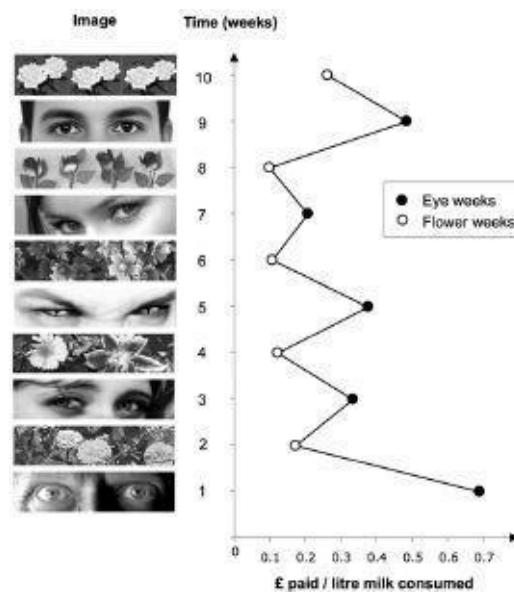 Image Time (weeks)
10
9
8
7
Eye weeks
Flower weeks
6
5
4
3
2
1
0 0.1 0.2 0.3 0.4 0.5 0.6 0.7
£ paid / litre milk consumed